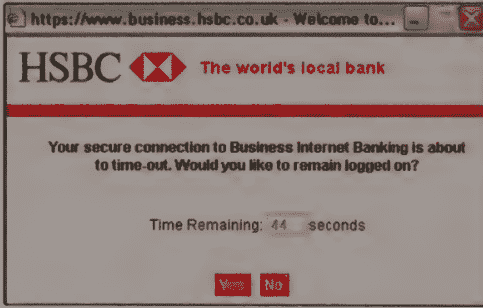 https://www.business.hsbc.co.uk - Welcome to...
HSBC The world's local bank
Your secure connection to Business Internet Banking is about
to time-out. Would you like to remain logged on?
Time Remaining: 44 seconds
Yes No